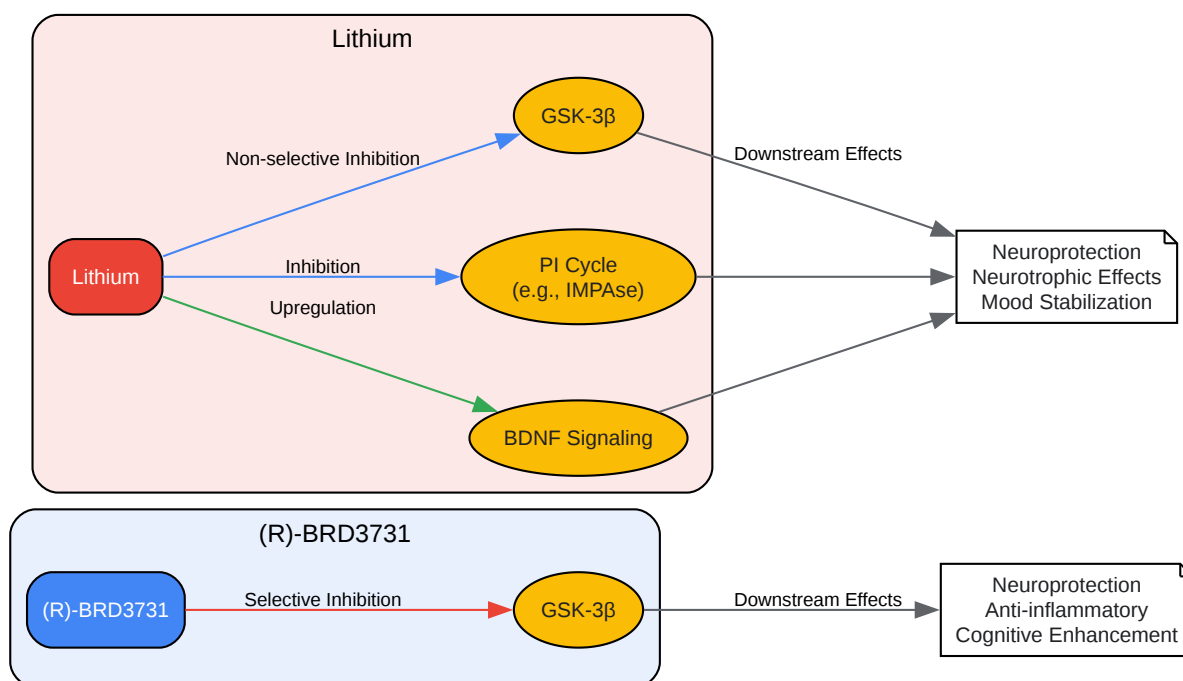 Lithium
GSK-3β
Non-selective Inhibition
Downstream Effects
Lithium
Inhibition
PI Cycle
(e.g., IMPAse)
Neuroprotection
Neurotrophic Effects
Mood Stabilization
Upregulation
BDNF Signaling
(R)-BRD3731
(R)-BRD3731
Selective Inhibition
GSK-3β
Downstream Effects
Neuroprotection
Anti-inflammatory
Cognitive Enhancement